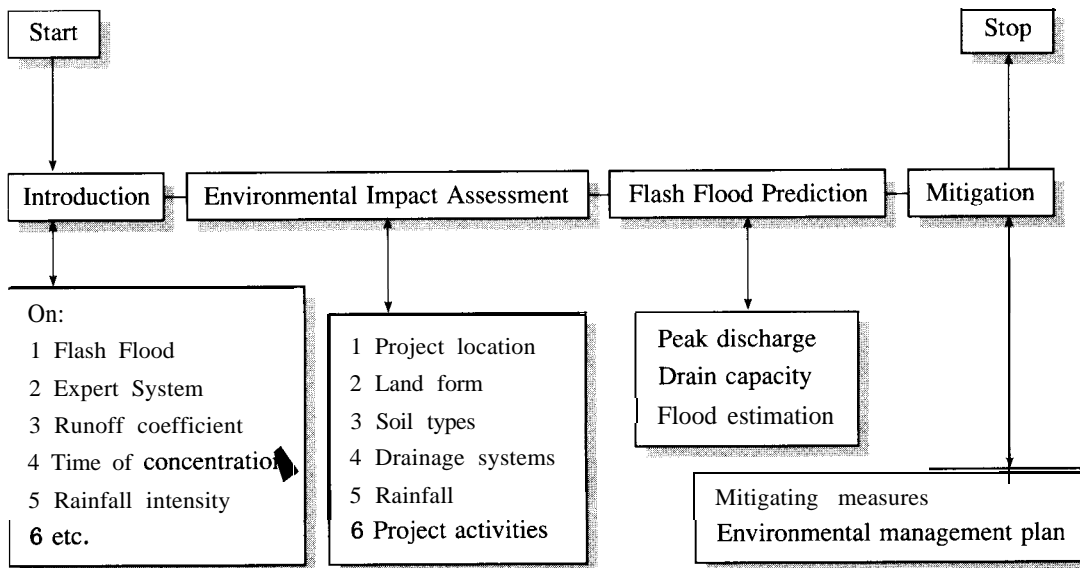 Start
Stop
Introduction
Environmental Impact Assessment
Flash Flood Prediction
Mitigation
On:
1 Flash Flood
2 Expert System
3 Runoff coefficient
4 Time of concentration
5 Rainfall intensity
6 etc.
1 Project location
2 Land form
3 Soil types
4 Drainage systems
5 Rainfall
6 Project activities
Peak discharge
Drain capacity
Flood estimation
Mitigating measures
Environmental management plan